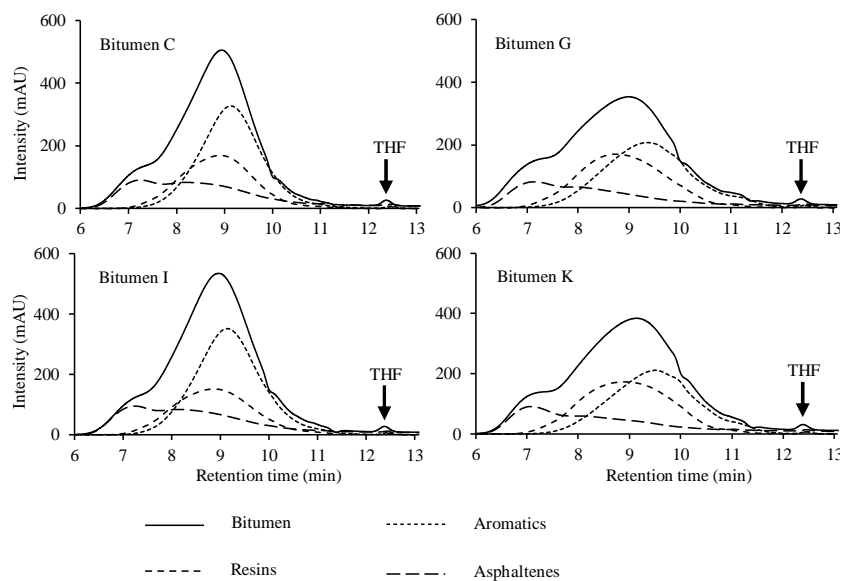 600
400
200
0
Intensity (mAU)
Bitumen C
THF
6 7 8 9 10 11 12 13
600
400
200
0
Bitumen G
THF
6 7 8 9 10 11 12 13
600
400
200
0
Intensity (mAU)
Bitumen I
THF
6 7 8 9 10 11 12 13
Retention time (min)
600
400
200
0
Bitumen K
THF
6 7 8 9 10 11 12 13
Retention time (min)
Bitumen
Aromatics
Resins
Asphaltenes